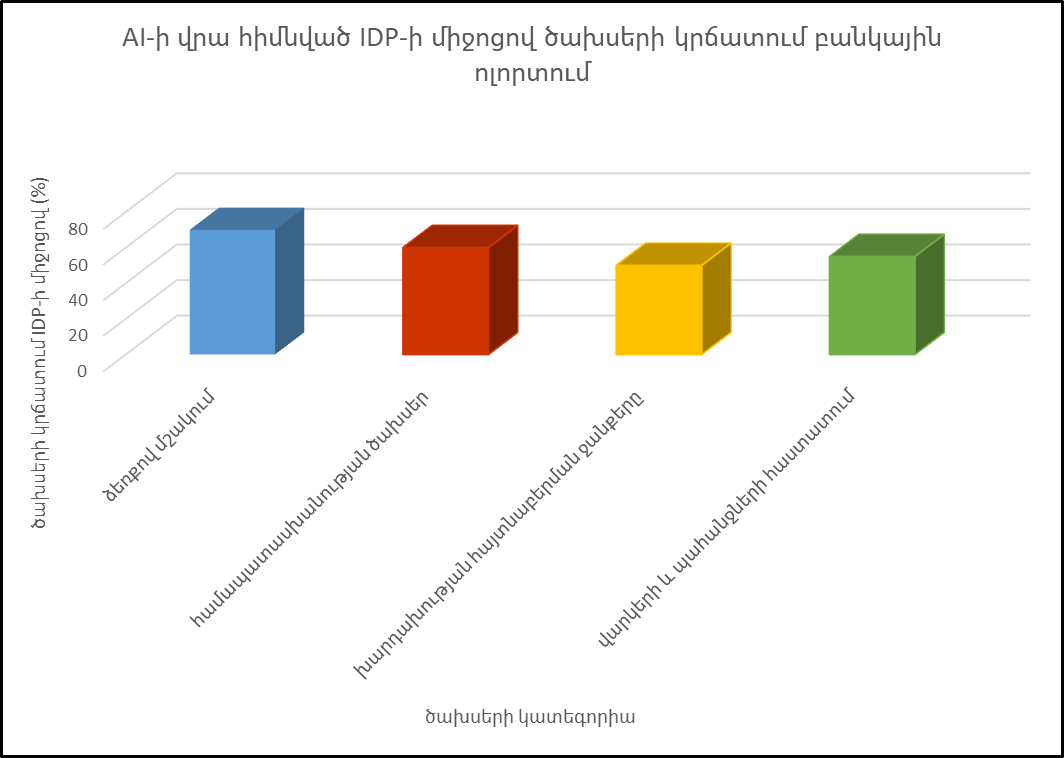 AI-ի վրա հիմնված IDP-ի միջոցով ծախսերի կրճատում բանկային
ոլորտում
ծախսերի կրճատում IDP-ի միջոցով (%)
80
60
40
20
0
ձեռքով մշակում
համապատասխանության ծախսեր
խարդախության հայտնաբերման ջանքերը
վարկերի և պահանջների հաստատում
ծախսերի կատեգորիա